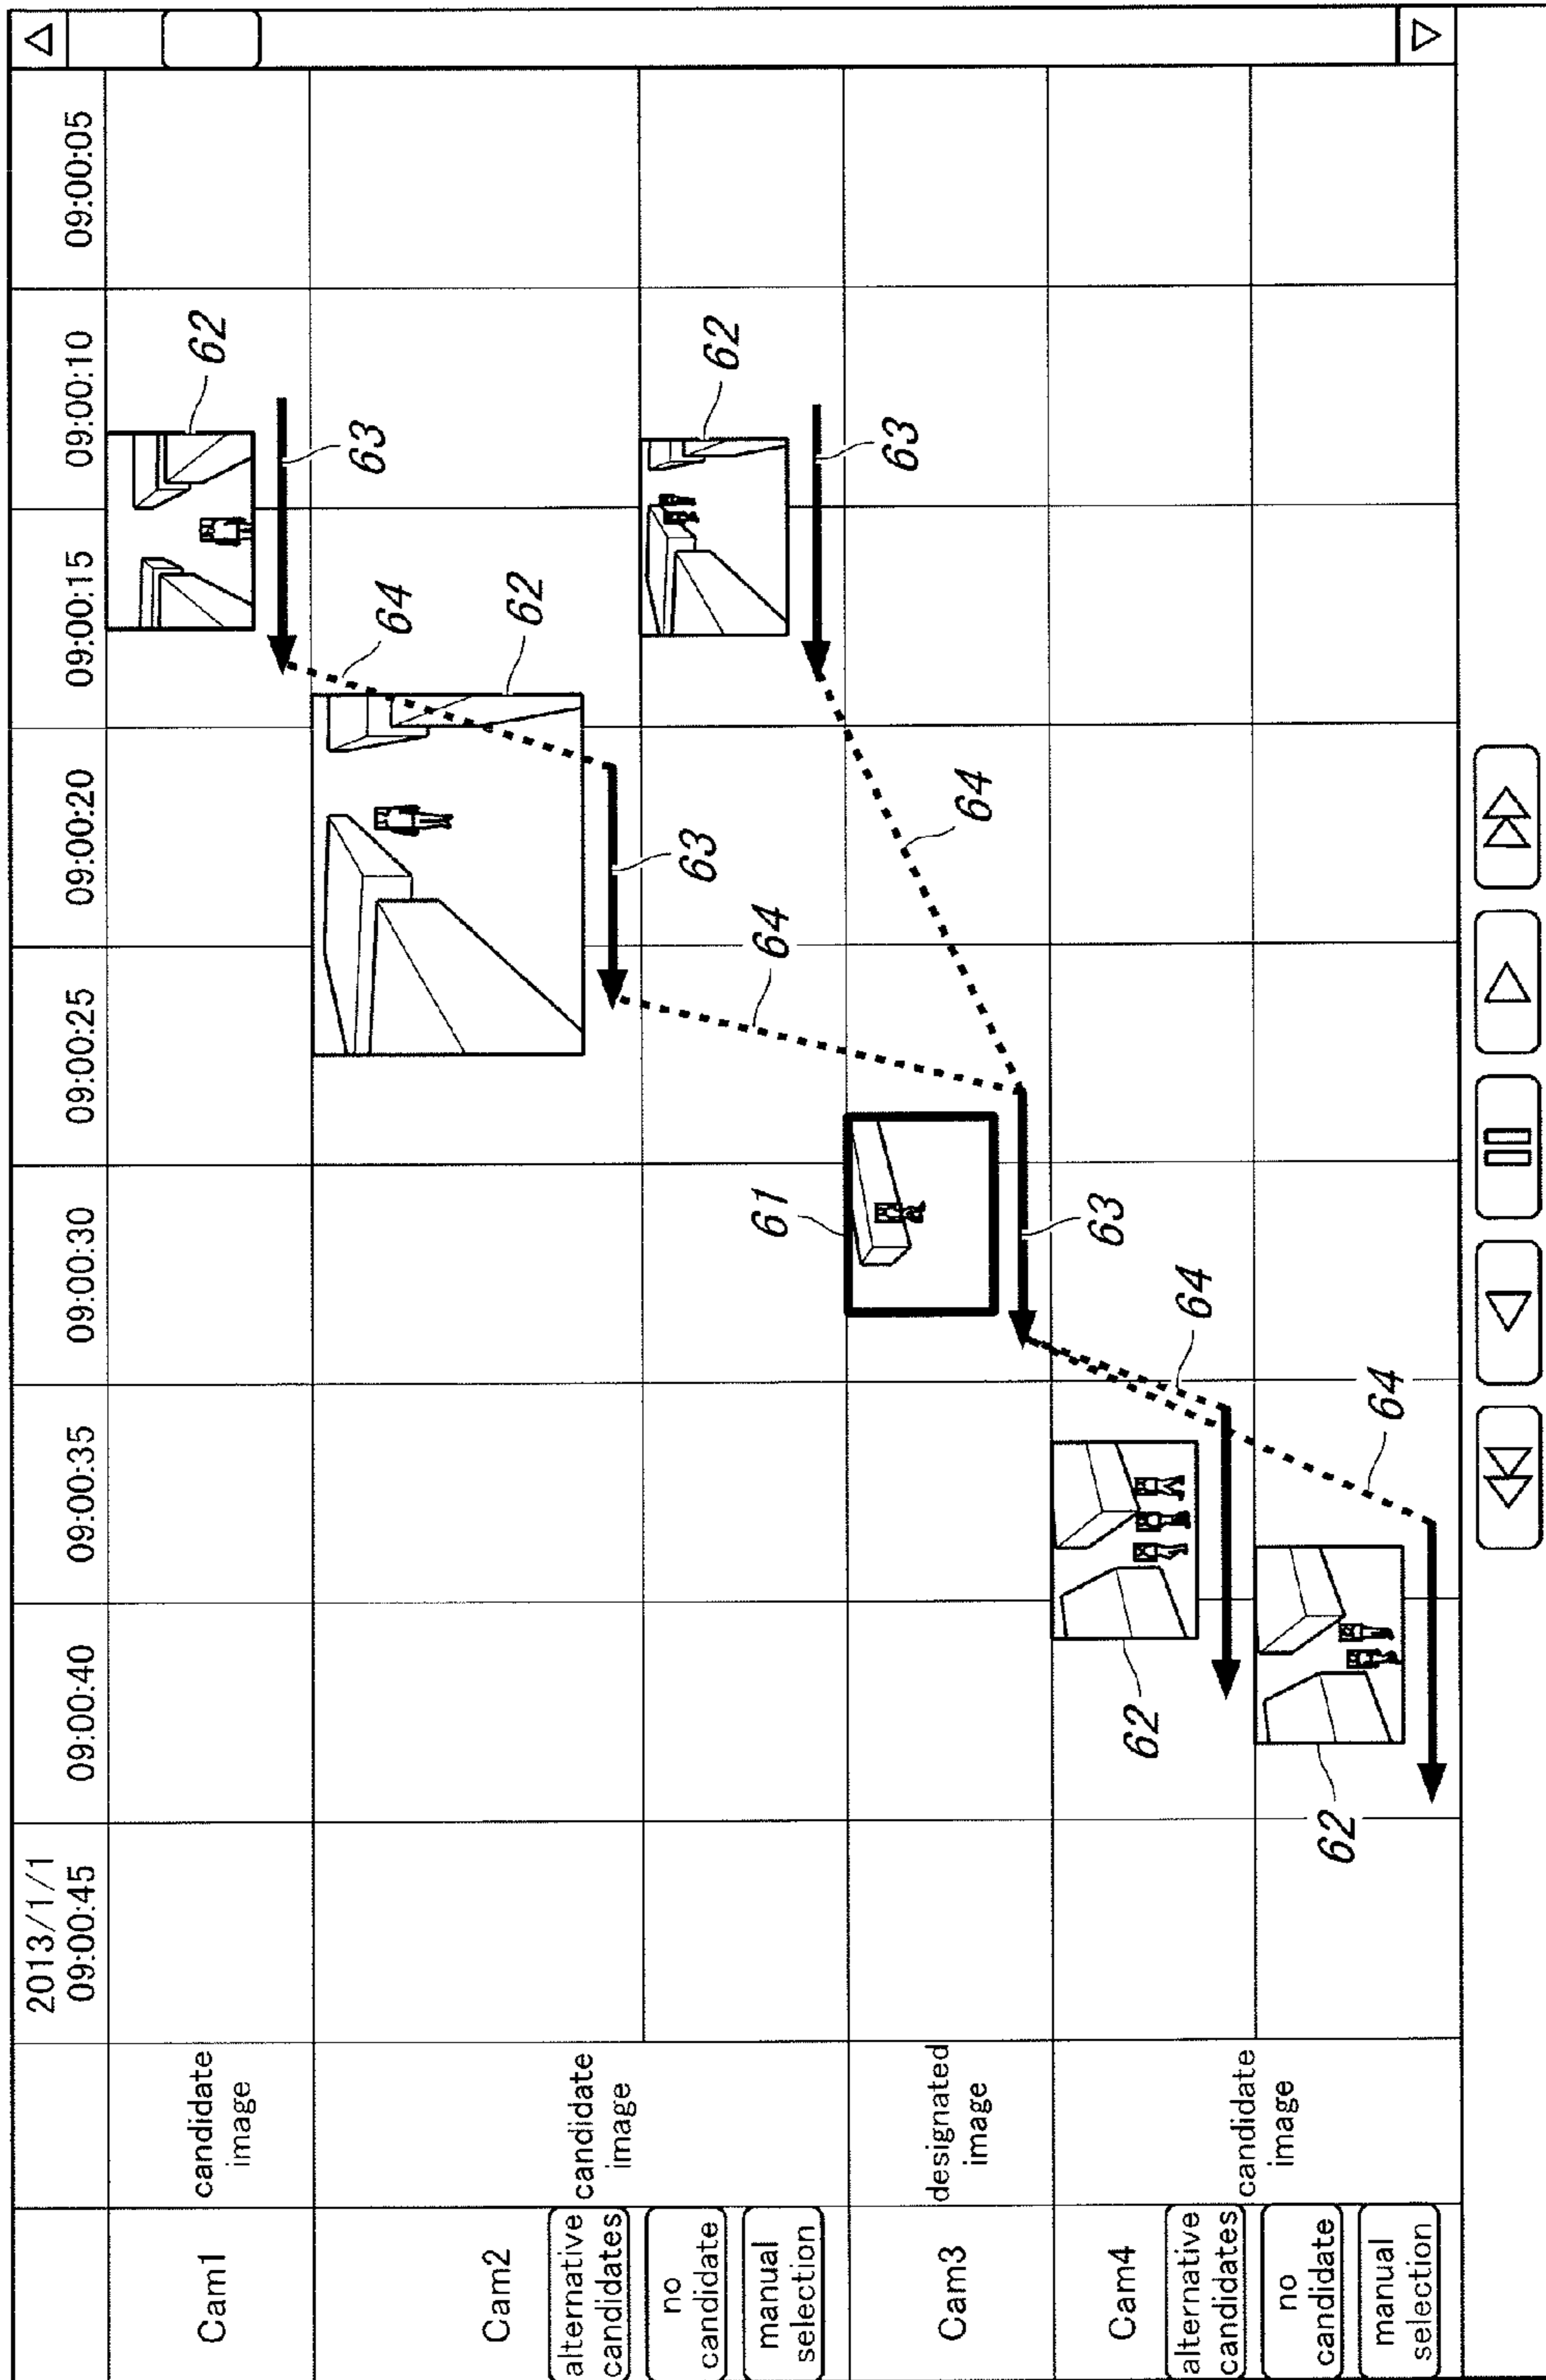 2013/1/1
09:00:45
09:00:40
09:00:35
09:00:30
09:00:25
09:00:20
09:00:15
09:00:10
09:00:05
Cam1
candidate
image
62
63
64
Cam2
candidate
image
alternative
candidates
no
candidate
manual
selection
62
63
64
62
63
64
Cam3
designated
image
61
63
Cam4
candidate
image
alternative
candidates
no
candidate
manual
selection
62
64
62
64